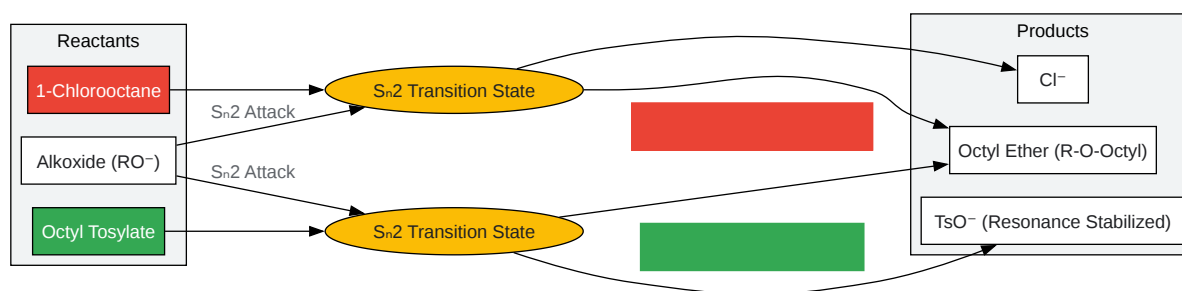 Reactants
1-Chlorooctane
Alkoxide (RO⁻)
Octyl Tosylate
Sₙ2 Attack
Sₙ2 Attack
Sₙ2 Transition State
Sₙ2 Transition State
Products
Cl⁻
Octyl Ether (R-O-Octyl)
TsO⁻ (Resonance Stabilized)